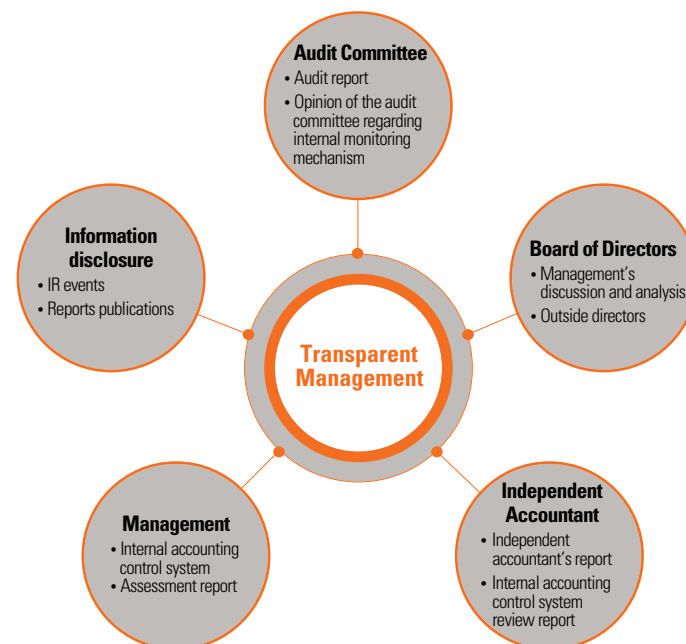 Audit Committee
• Audit report
• Opinion of the audit
committee regarding
internal monitoring
mechanism
Information
disclosure
• IR events
• Reports publications
Board of Directors
• Management's
discussion and analysis
• Outside directors
Transparent
Management
Management
• Internal accounting
control system
• Assessment report
Independent
Accountant
• Independent
accountant's report
• Internal accounting
control system
review report